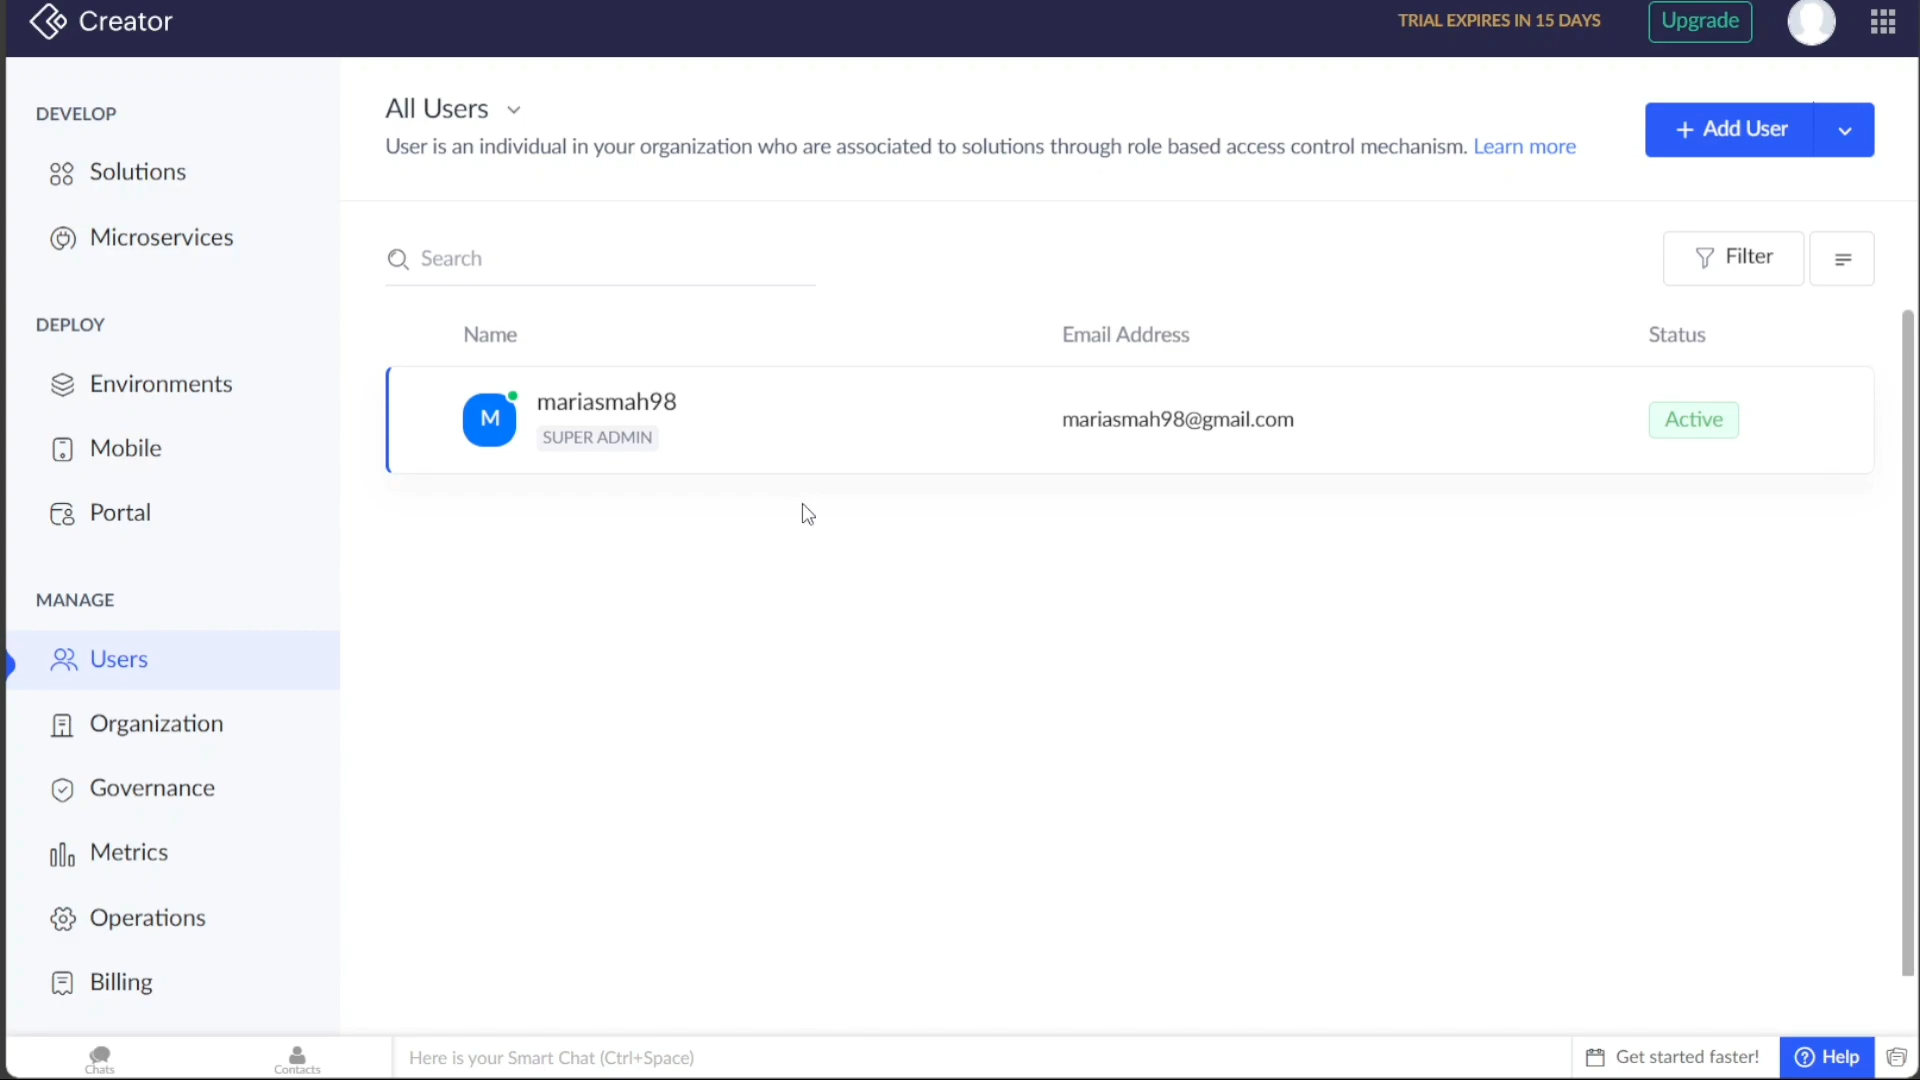 Creator
TRIAL EXPIRES IN 15 DAYS
Upgrade
DEVELOP
Solutions
Microservices
DEPLOY
Environments
Mobile
Portal
MANAGE
Users
Organization
Governance
Metrics
Operations
Billing
All Users
User is an individual in your organization who are associated to solutions through role based access control mechanism. Learn more
+ Add User
Search
Filter
Name Email Address Status
M
mariasmah98
SUPER ADMIN
mariasmah98@gmail.com
Active
Chats
Contacts
Here is your Smart Chat (Ctrl+Space)
Get started faster!
Help